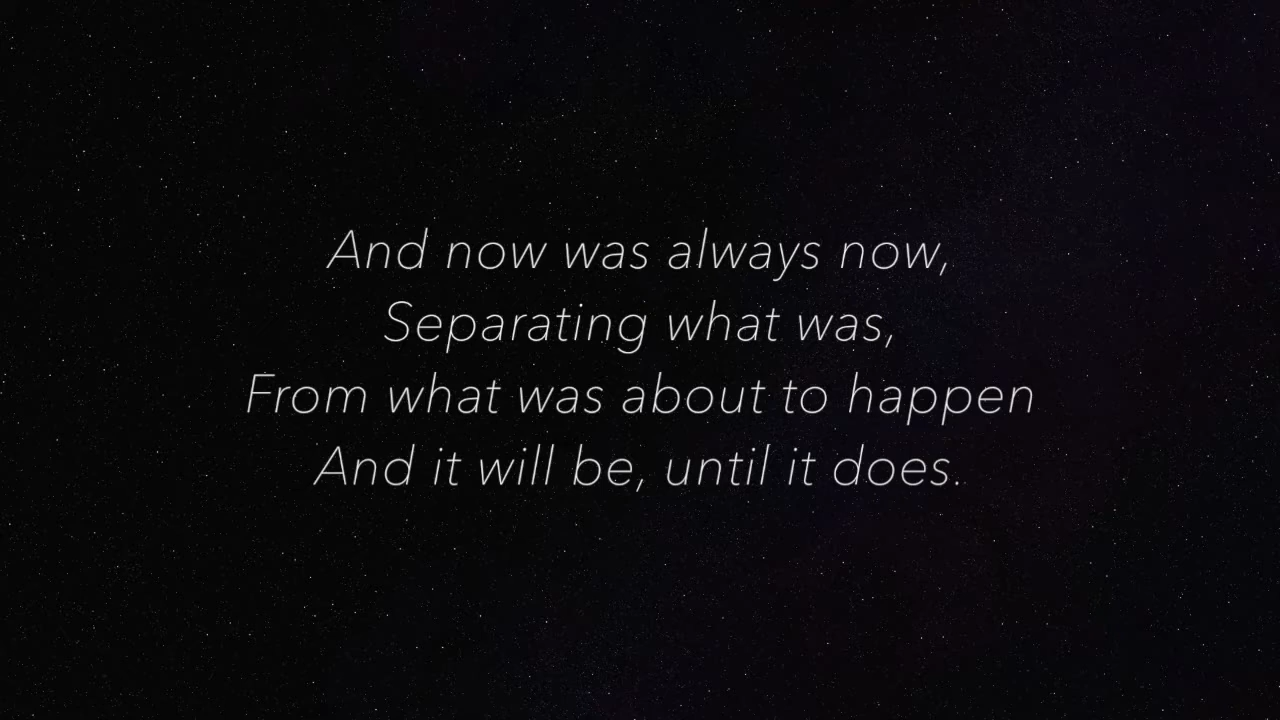 And now was always now,
Separating what was,
From what was about to happen
And it will be, until it does.